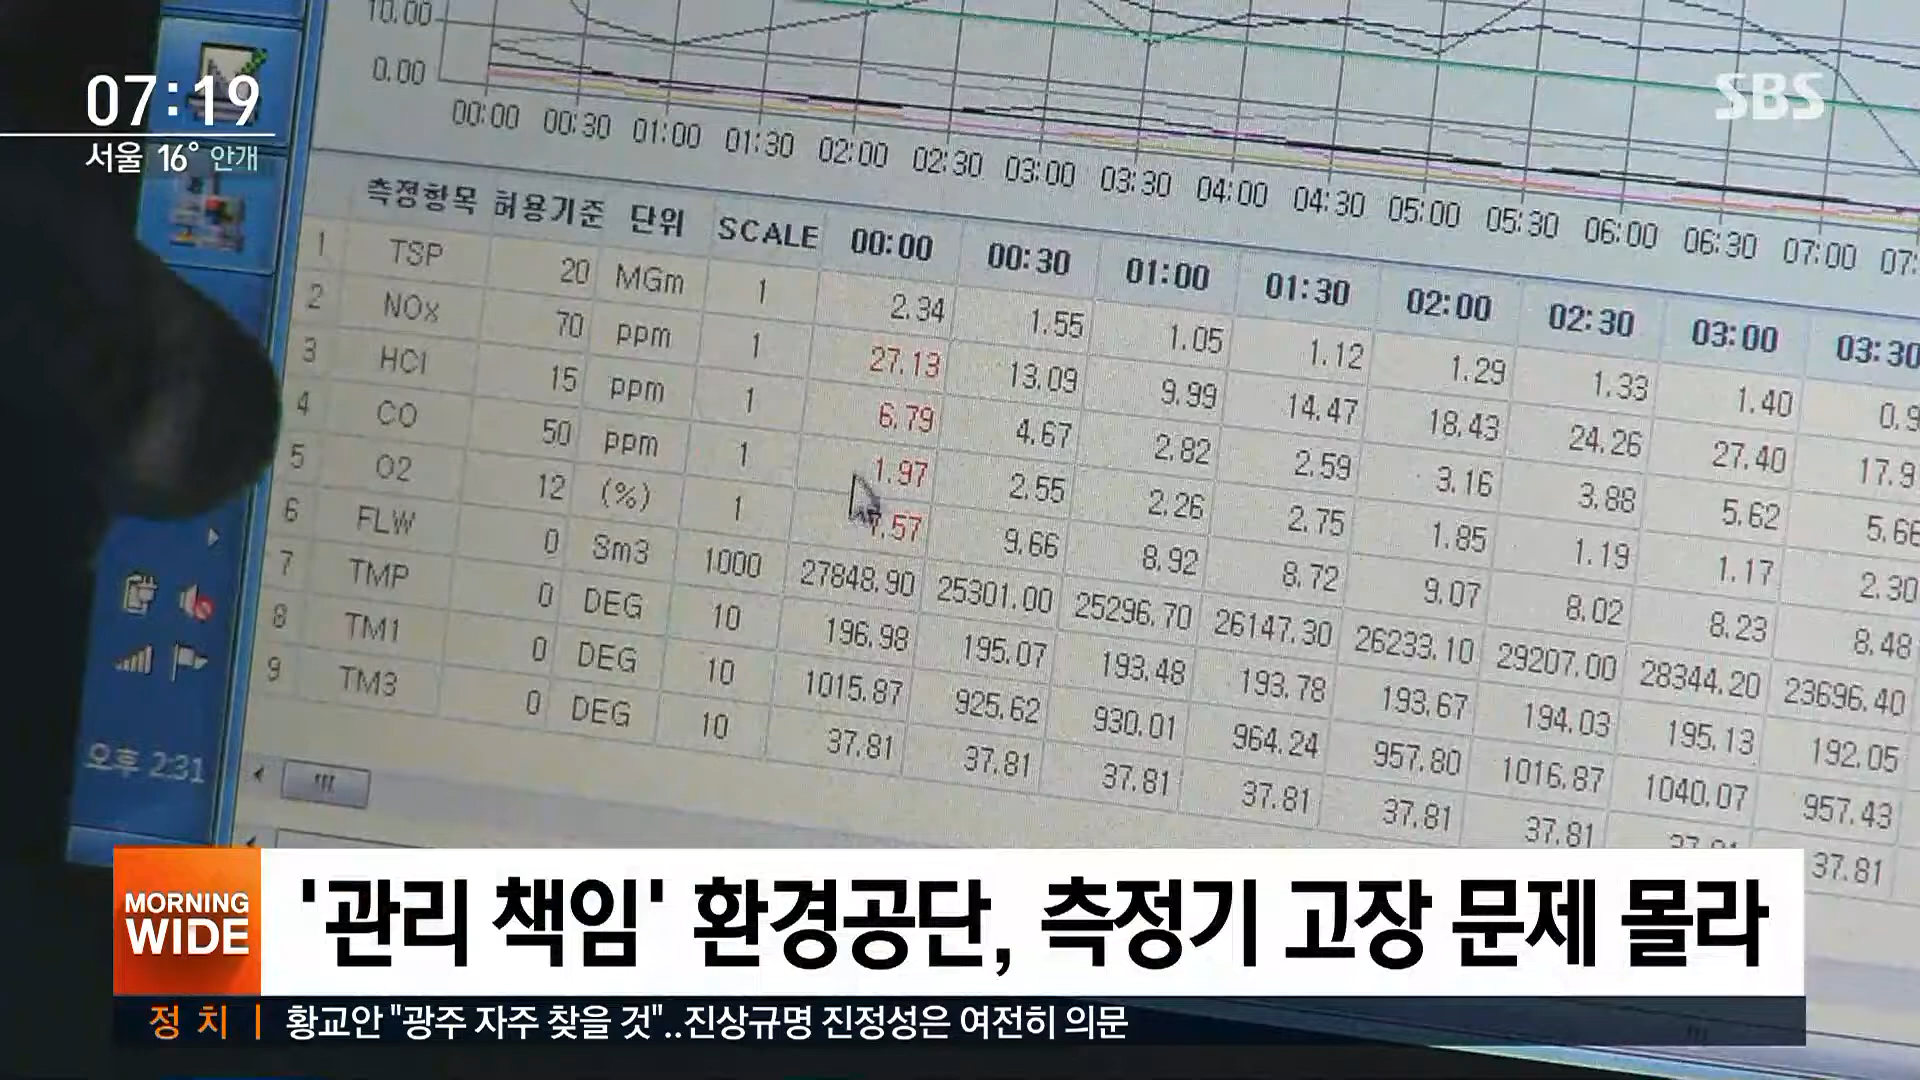 10.00
0.00
07:19
서울 16° 안개
SBS
00:00 00:30 01:00 01:30 02:00 02:30 03:00 03:30 04:00 04:30 05:00 05:30 06:00 06:30 07:00 07:
측정항목 허용기준 단위 SCALE 00:00 00:30 01:00 01:30 02:00 02:30 03:00 03:30
1 TSP 20 MGm 1 2.34 1.55 1.05 1.12 1.29 1.33 1.40 0.9
2 NOx 70 ppm 1 27.13 13.09 9.99 14.47 18.43 24.26 27.40 17.9
3 HCl 15 ppm 1 6.79 4.67 2.82 2.59 3.16 3.88 5.62 5.66
4 CO 50 ppm 1 1.97 2.55 2.26 2.75 1.85 1.19 1.17 2.30
5 O2 12 (%) 1 7.57 9.66 8.92 8.72 9.07 8.02 8.23 8.48
6 FLW 0 Sm3 1000 27848.90 25301.00 25296.70 26147.30 26233.10 29207.00 28344.20 23696.40
7 TMP 0 DEG 10 196.98 195.07 193.48 193.78 193.67 194.03 195.13 192.05
8 TM1 0 DEG 10 1015.87 925.62 930.01 964.24 957.80 1016.87 1040.07 957.43
9 TM3 0 DEG 10 37.81 37.81 37.81 37.81 37.81 37.81 37.81
오후 2:31
MORNING
WIDE
'관리 책임' 환경공단, 측정기 고장 문제 몰라
정치 | 황교안 "광주 자주 찾을 것"..진상규명 진정성은 여전히 의문